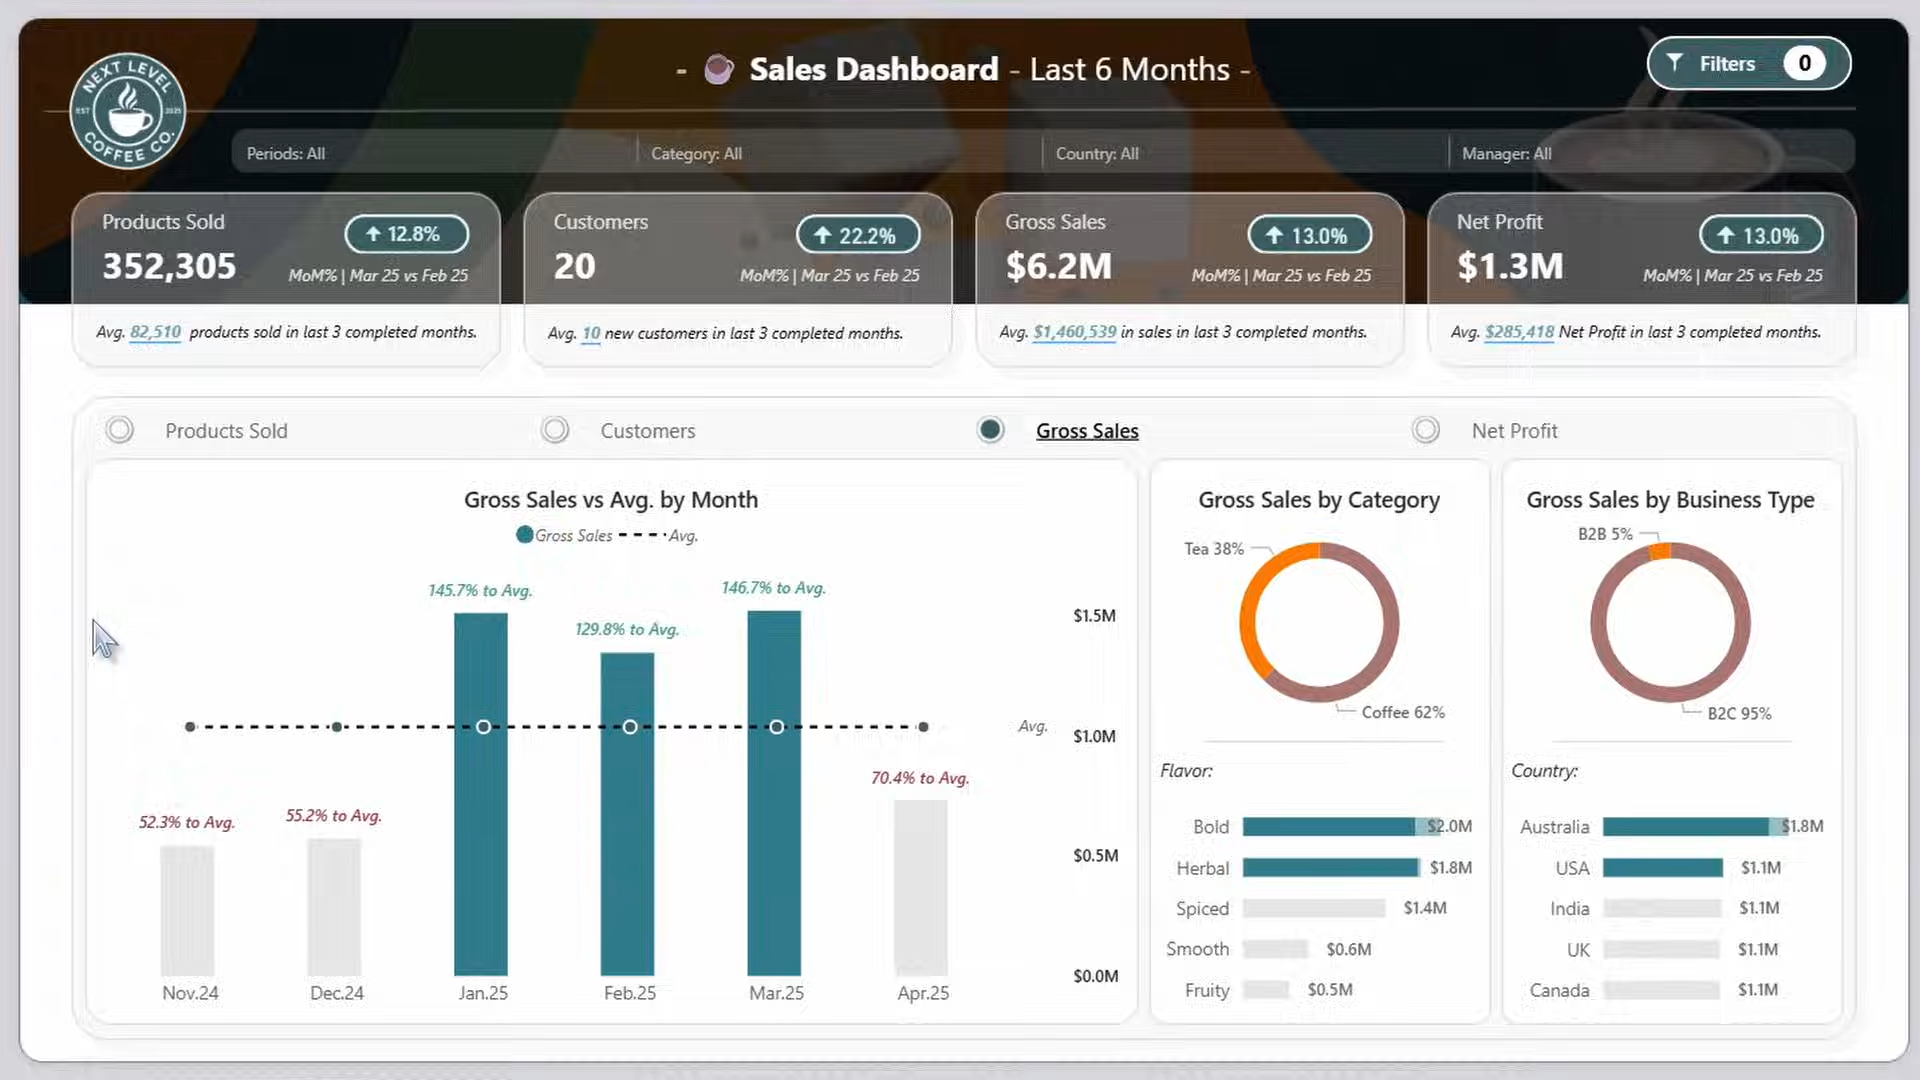 - Sales Dashboard - Last 6 Months -
Filters 0
NEXT LEVEL
EST 2025
COFFEE CO.
Periods: All
Category: All
Country: All
Manager: All
Products Sold
12.8%
352,305
MoM% | Mar 25 vs Feb 25
Avg. 82,510 products sold in last 3 completed months.
Customers
22.2%
20
MoM% | Mar 25 vs Feb 25
Avg. 10 new customers in last 3 completed months.
Gross Sales
13.0%
$6.2M
MoM% | Mar 25 vs Feb 25
Avg. $1,460,539 in sales in last 3 completed months.
Net Profit
13.0%
$1.3M
MoM% | Mar 25 vs Feb 25
Avg. $285,418 Net Profit in last 3 completed months.
Products Sold
Customers
Gross Sales
Net Profit
Gross Sales vs Avg. by Month
Gross Sales
Avg.
145.7% to Avg.
146.7% to Avg.
129.8% to Avg.
52.3% to Avg.
55.2% to Avg.
70.4% to Avg.
Avg.
$1.5M
$1.0M
$0.5M
$0.0M
Nov.24
Dec.24
Jan.25
Feb.25
Mar.25
Apr.25
Gross Sales by Category
Tea 38%
Coffee 62%
Flavor:
Bold $2.0M
Herbal $1.8M
Spiced $1.4M
Smooth $0.6M
Fruity $0.5M
Gross Sales by Business Type
B2B 5%
B2C 95%
Country:
Australia $1.8M
USA $1.1M
India $1.1M
UK $1.1M
Canada $1.1M